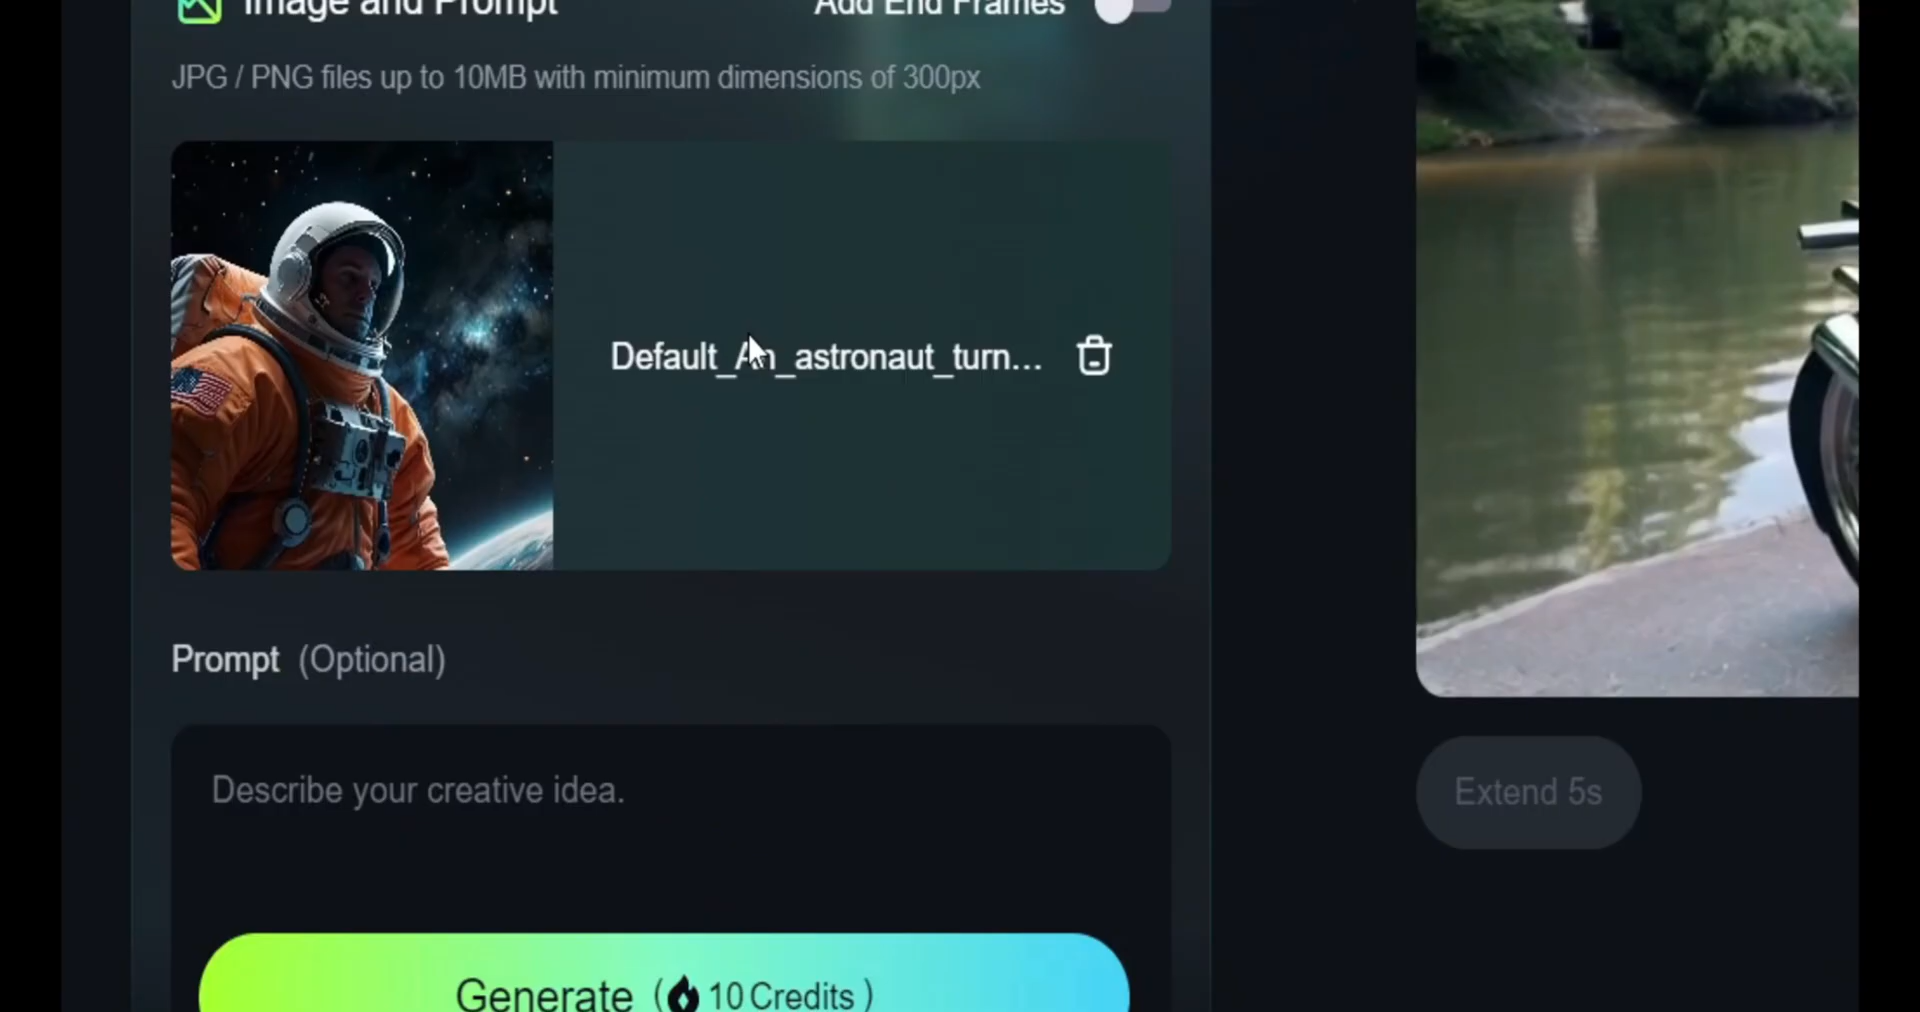 Image and Prompt
Add End Frames
JPG / PNG files up to 10MB with minimum dimensions of 300px
Default_An_astronaut_turn...
Prompt (Optional)
Describe your creative idea.
Extend 5s
Generate ( 10 Credits )